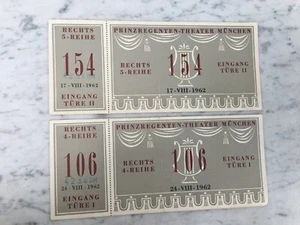 RECHTS
5·REIHE
154
17·VIII·1962
EINGANG
TÜRE II
PRINZREGENTEN·THEATER MÜNCHEN
RECHTS
5·REIHE
154
EINGANG
TÜRE II
17·VIII·1962
RECHTS
4·REIHE
106
24·VIII·1962
EINGANG
TÜRE I
PRINZREGENTEN·THEATER MÜNCHEN
RECHTS
4·REIHE
106
EINGANG
TÜRE I
24·VIII·1962